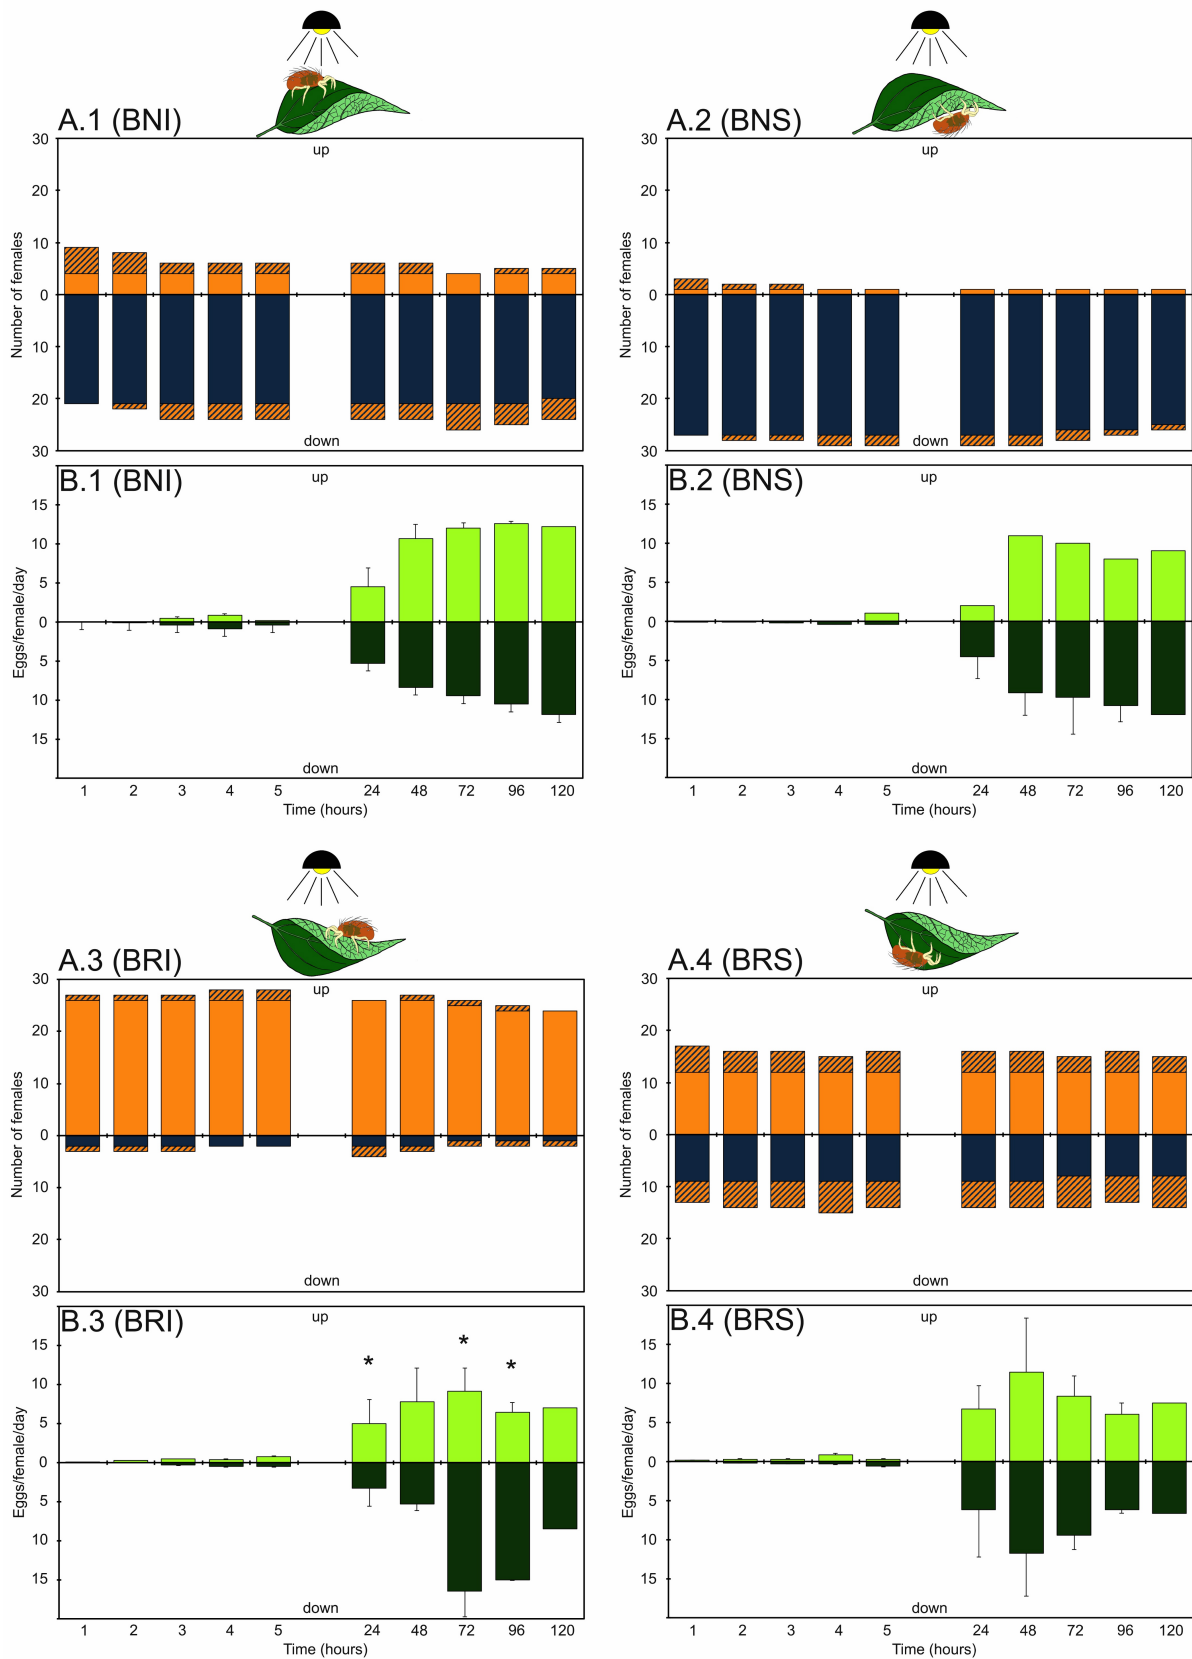 A.1 (BNI)
30
20
10
0
10
20
30
Number of females
up
down
A.2 (BNS)
30
20
10
0
10
20
30
Number of females
up
down
B.1 (BNI)
15
10
5
0
5
10
15
Eggs/female/day
up
down
1 2 3 4 5 24 48 72 96 120
Time (hours)
B.2 (BNS)
15
10
5
0
5
10
15
Eggs/female/day
up
down
1 2 3 4 5 24 48 72 96 120
Time (hours)
A.3 (BRI)
30
20
10
0
10
20
30
Number of females
up
down
A.4 (BRS)
30
20
10
0
10
20
30
Number of females
up
down
B.3 (BRI)
15
10
5
0
5
10
15
Eggs/female/day
up
* * *
down
1 2 3 4 5 24 48 72 96 120
Time (hours)
B.4 (BRS)
15
10
5
0
5
10
15
Eggs/female/day
up
down
1 2 3 4 5 24 48 72 96 120
Time (hours)